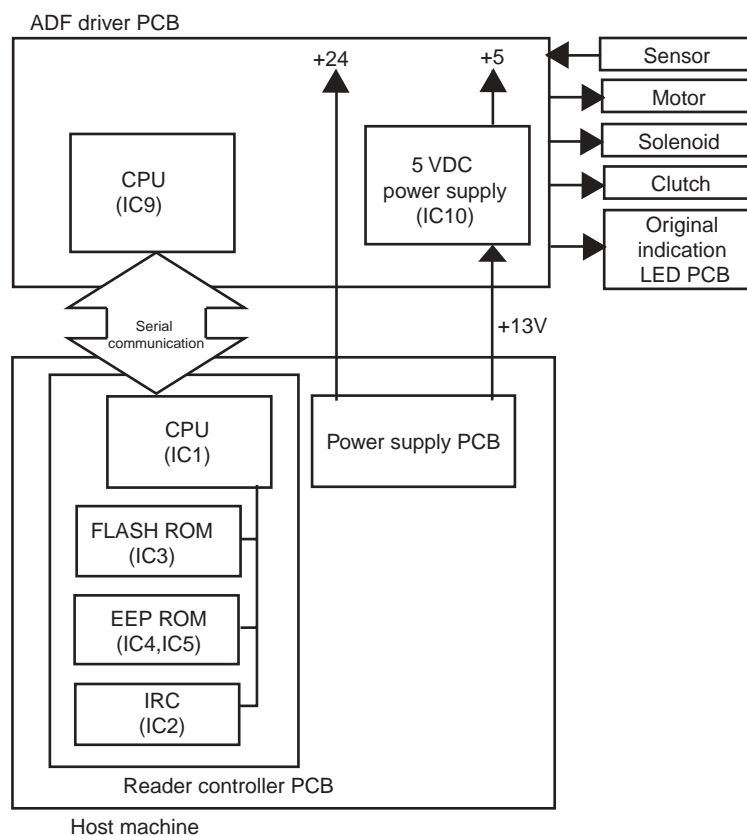 ADF driver PCB
+24
+5
Sensor
Motor
Solenoid
Clutch
Original
indication
LED PCB
CPU
(IC9)
5 VDC
power supply
(IC10)
Serial
communication
+13V
CPU
(IC1)
Power supply PCB
FLASH ROM
(IC3)
EEP ROM
(IC4,IC5)
IRC
(IC2)
Reader controller PCB
Host machine